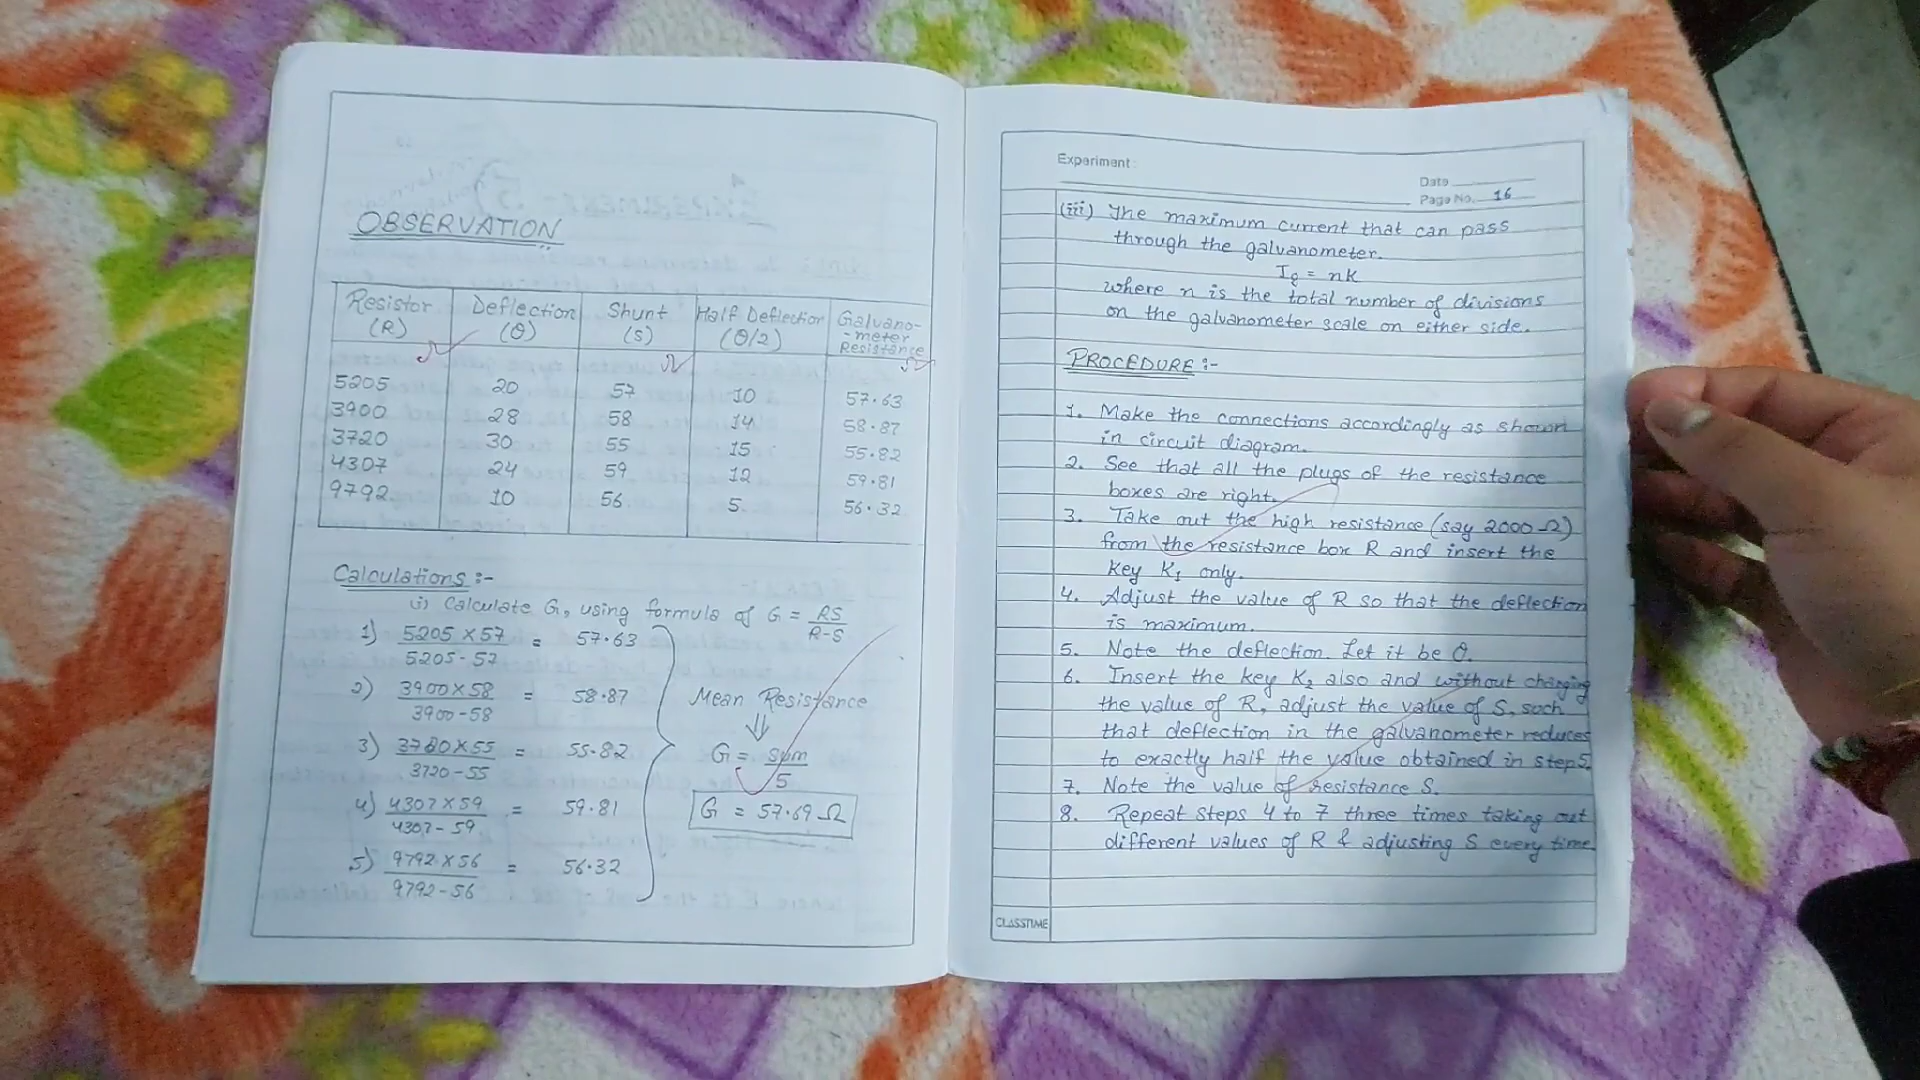 OBSERVATION
Resistor (R) Deflection (θ) Shunt (S) Half Deflection (θ/2) Galvano--meter Resistance
5205 20 57 10 57.63
3900 28 58 14 58.87
3720 30 55 15 55.82
4307 24 59 12 59.81
9792 10 56 5 56.32
Calculations :-
i) Calculate G, using formula of G = RS / R-S
1) 5205 x 57 / 5205 - 57 = 57.63
2) 3900 x 58 / 3900 - 58 = 58.87
3) 3720 x 55 / 3720 - 55 = 55.82
4) 4307 x 59 / 4307 - 59 = 59.81
5) 9792 x 56 / 9792 - 56 = 56.32
Mean Resistance
⇓
G = Sum / 5
G = 57.69 Ω
Experiment :
Date
Page No. 16
(iii) The maximum current that can pass
through the galvanometer.
Ig = nK
where n is the total number of divisions
on the galvanometer scale on either side.
PROCEDURE :-
1. Make the connections accordingly as shown
in circuit diagram.
2. See that all the plugs of the resistance
boxes are right.
3. Take out the high resistance (say 2000 Ω)
from the resistance box R and insert the
key K1 only.
4. Adjust the value of R so that the deflection
is maximum.
5. Note the deflection. Let it be θ.
6. Insert the key K2 also and without changing
the value of R, adjust the value of S, such
that deflection in the galvanometer reduces
to exactly half the value obtained in step 5.
7. Note the value of resistance S.
8. Repeat steps 4 to 7 three times taking out
different values of R & adjusting S every time.
CLASSTIME